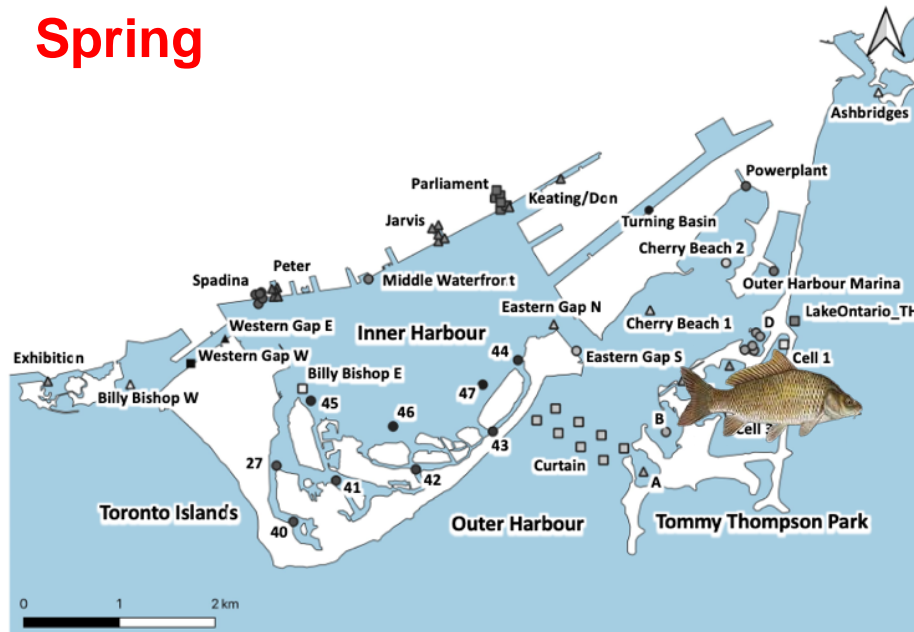 Spring
Ashbridges
Powerplant
Parliament
Keating/Don
Turning Basin
Jarvis
Cherry Beach 2
Peter
Spadina
Middle Waterfront
Outer Harbour Marina
Eastern Gap N
LakeOntario_TH
Western Gap E
Inner Harbour
Cherry Beach 1
D
Exhibition
Western Gap W
44
Eastern Gap S
Cell 1
Billy Bishop E
Billy Bishop W
47
45
46
B
Cell 3
43
27
Curtain
42
41
A
Toronto Islands
40
Outer Harbour
Tommy Thompson Park
0 1 2 km